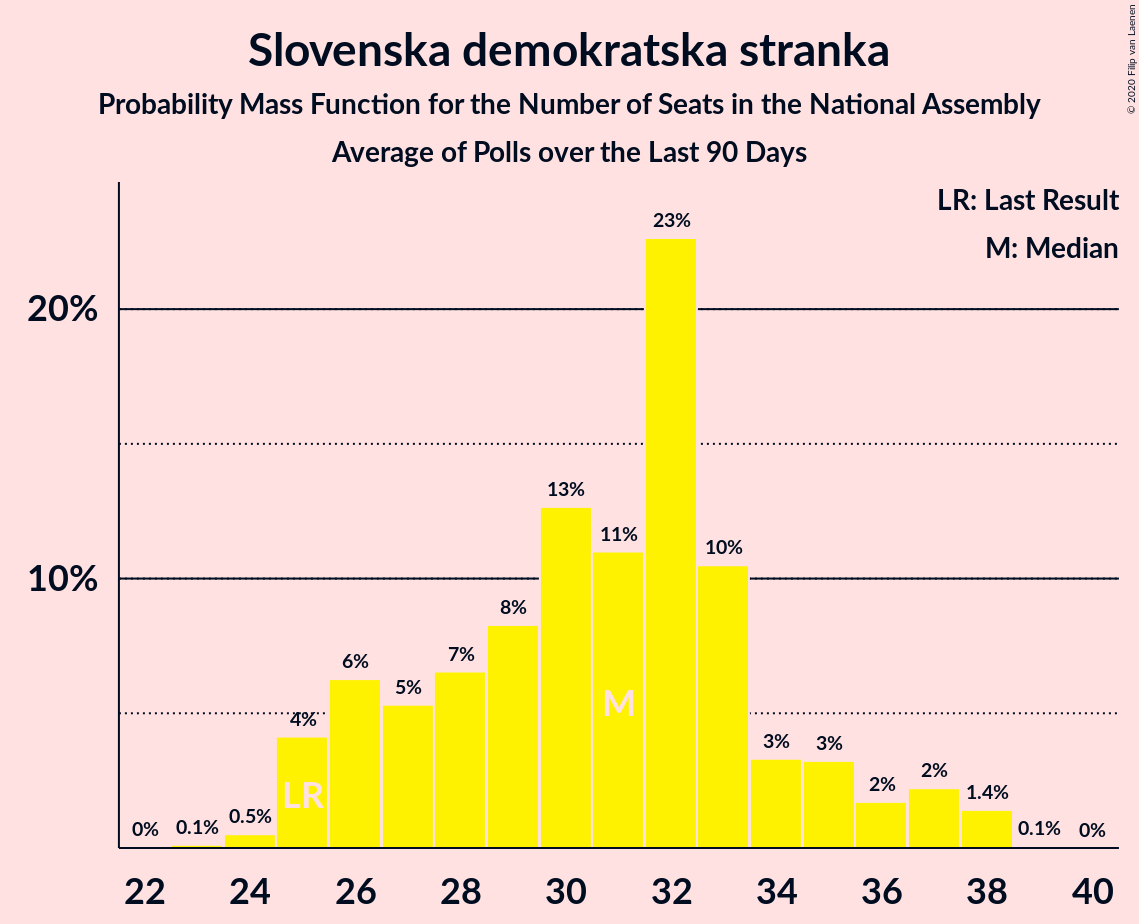 Slovenska demokratska stranka
Probability Mass Function for the Number of Seats in the National Assembly
Average of Polls over the Last 90 Days
© 2020 Filip van Laenen
LR: Last Result
M: Median
20%
10%
0%
0.1%
0.5%
4%
6%
5%
7%
8%
13%
11%
23%
10%
3%
3%
2%
2%
1.4%
0.1%
0%
LR
M
22 24 26 28 30 32 34 36 38 40